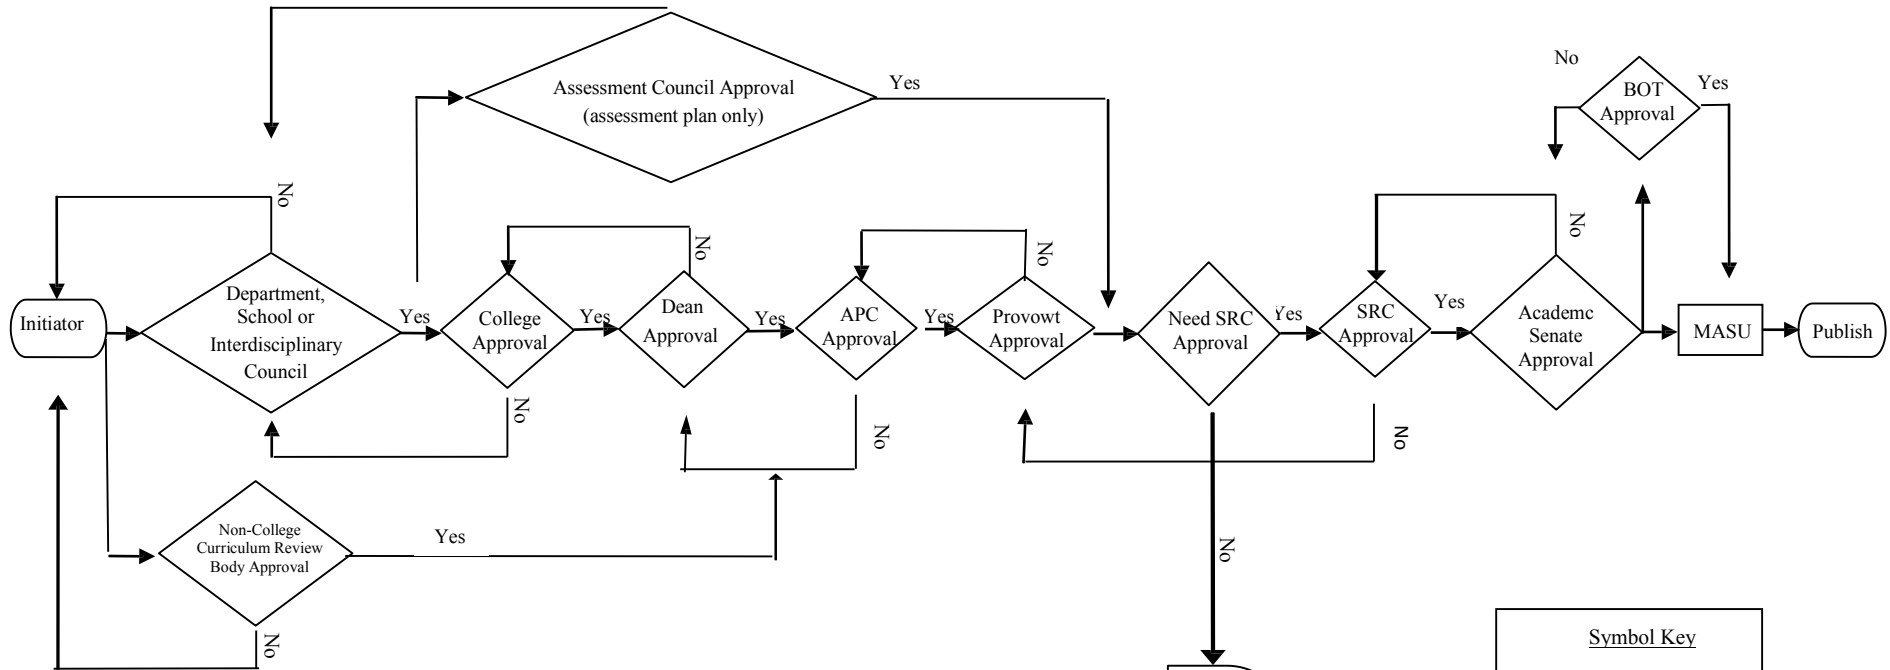 Assessment Council Approval
(assessment plan only)
Yes
No
BOT
Approval
Yes
No
No
No
No
Initiator
Department,
School or
Interdisciplinary
Council
Yes
College
Approval
Yes
Dean
Approval
Yes
APC
Approval
Yes
Provowt
Approval
Need SRC
Approval
Yes
SRC
Approval
Yes
Academc
Senate
Approval
MASU
Publish
No
No
No
Non-College
Curriculum Review
Body Approval
Yes
No
No
Symbol Key